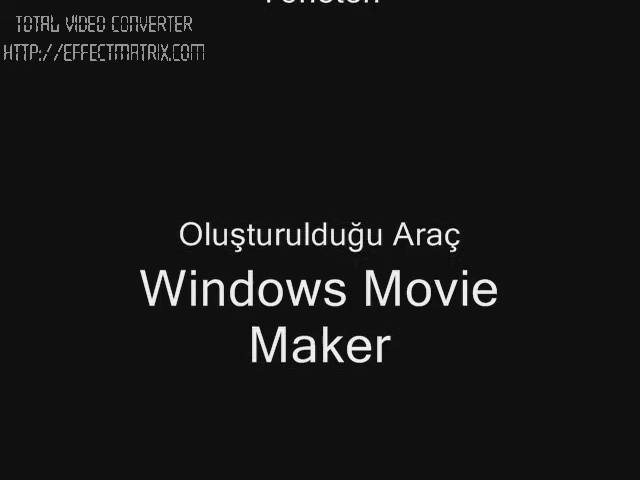 TOTAL VIDEO CONVERTER
HTTP://EFFECTMATRIX.COM
Oluşturulduğu Araç
Windows Movie
Maker